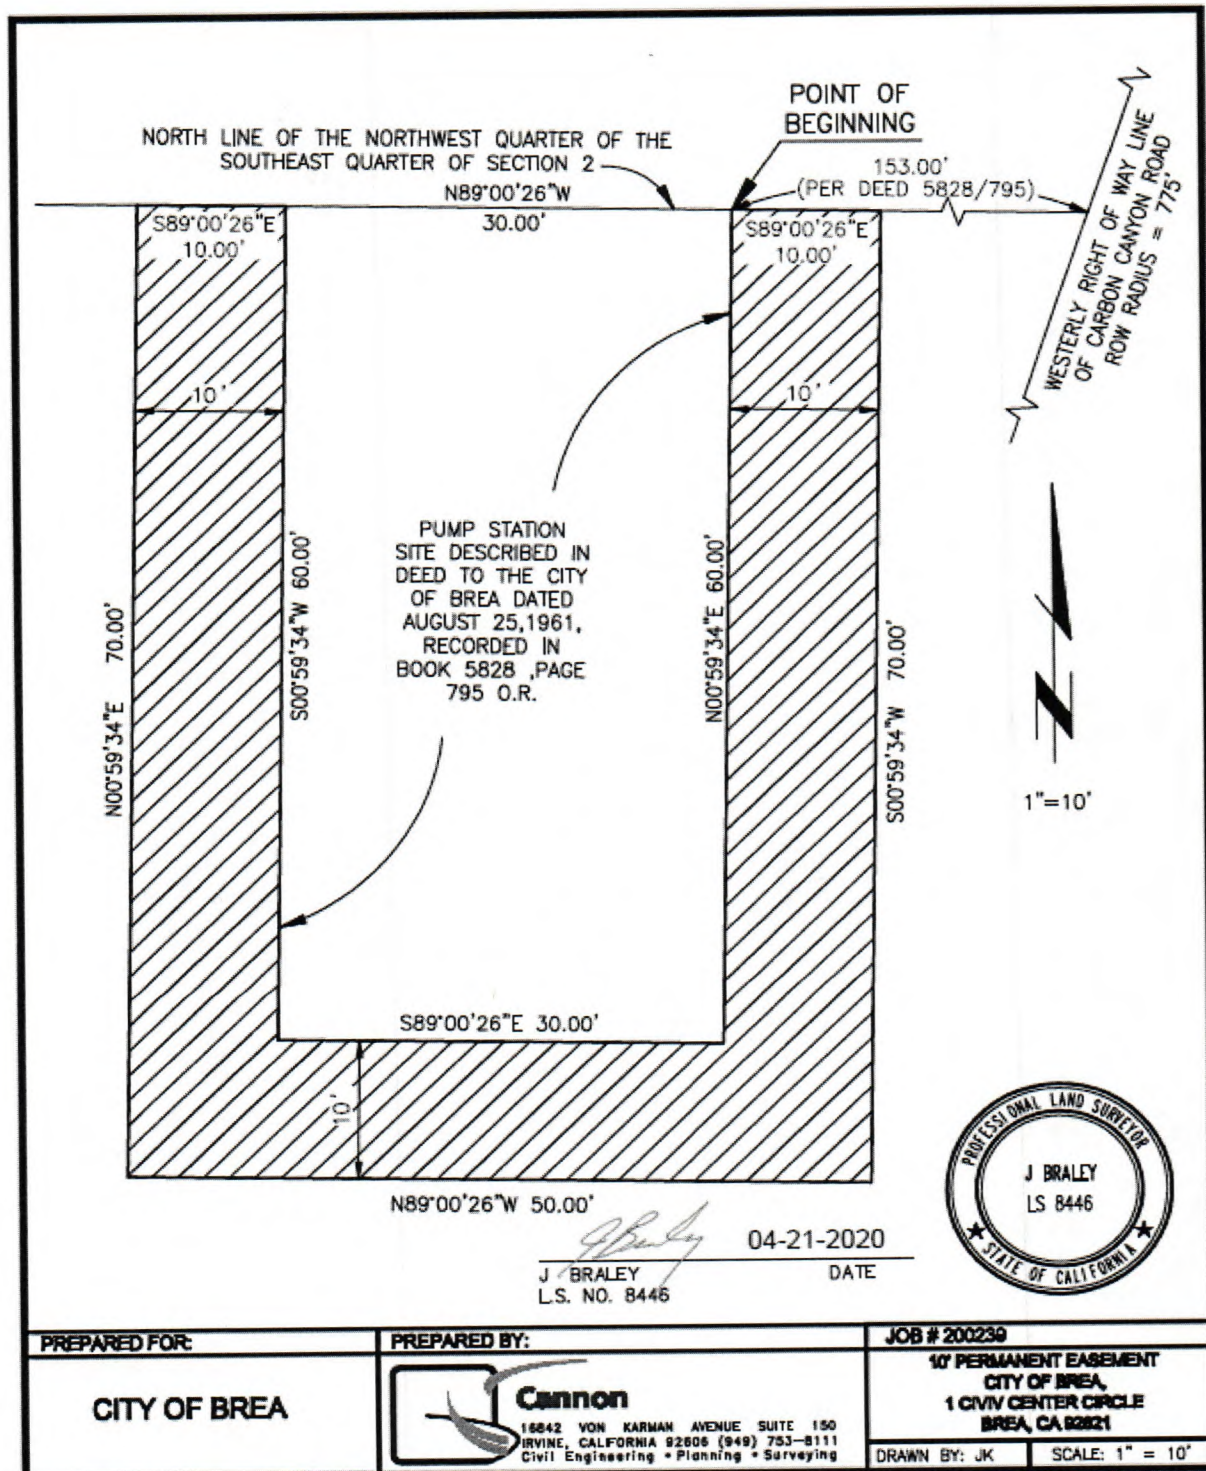 POINT OF
BEGINNING
NORTH LINE OF THE NORTHWEST QUARTER OF THE
SOUTHEAST QUARTER OF SECTION 2
N89°00'26"W
30.00'
153.00'
(PER DEED 5828/795)
WESTERLY RIGHT OF WAY LINE
OF CARBON CANYON ROAD
ROW RADIUS = 775'
S89°00'26"E
10.00'
S89°00'26"E
10.00'
10'
10'
PUMP STATION
SITE DESCRIBED IN
DEED TO THE CITY
OF BREA DATED
AUGUST 25,1961,
RECORDED IN
BOOK 5828 ,PAGE
795 O.R.
N00°59'34"E 70.00'
S00°59'34"W 60.00'
N00°59'34"E 60.00'
S00°59'34"W 70.00'
1"=10'
S89°00'26"E 30.00'
10'
N89°00'26"W 50.00'
PROFESSIONAL LAND SURVEYOR
J BRALEY
LS 8446
STATE OF CALIFORNIA
04-21-2020
J BRALEY
DATE
L.S. NO. 8446
PREPARED FOR:
CITY OF BREA
PREPARED BY:
Cannon
16842 VON KARMAN AVENUE SUITE 150
IRVINE, CALIFORNIA 92606 (949) 753-8111
Civil Engineering • Planning • Surveying
JOB # 200239
10' PERMANENT EASEMENT
CITY OF BREA,
1 CIVIV CENTER CIRCLE
BREA, CA 92821
DRAWN BY: JK
SCALE: 1" = 10'